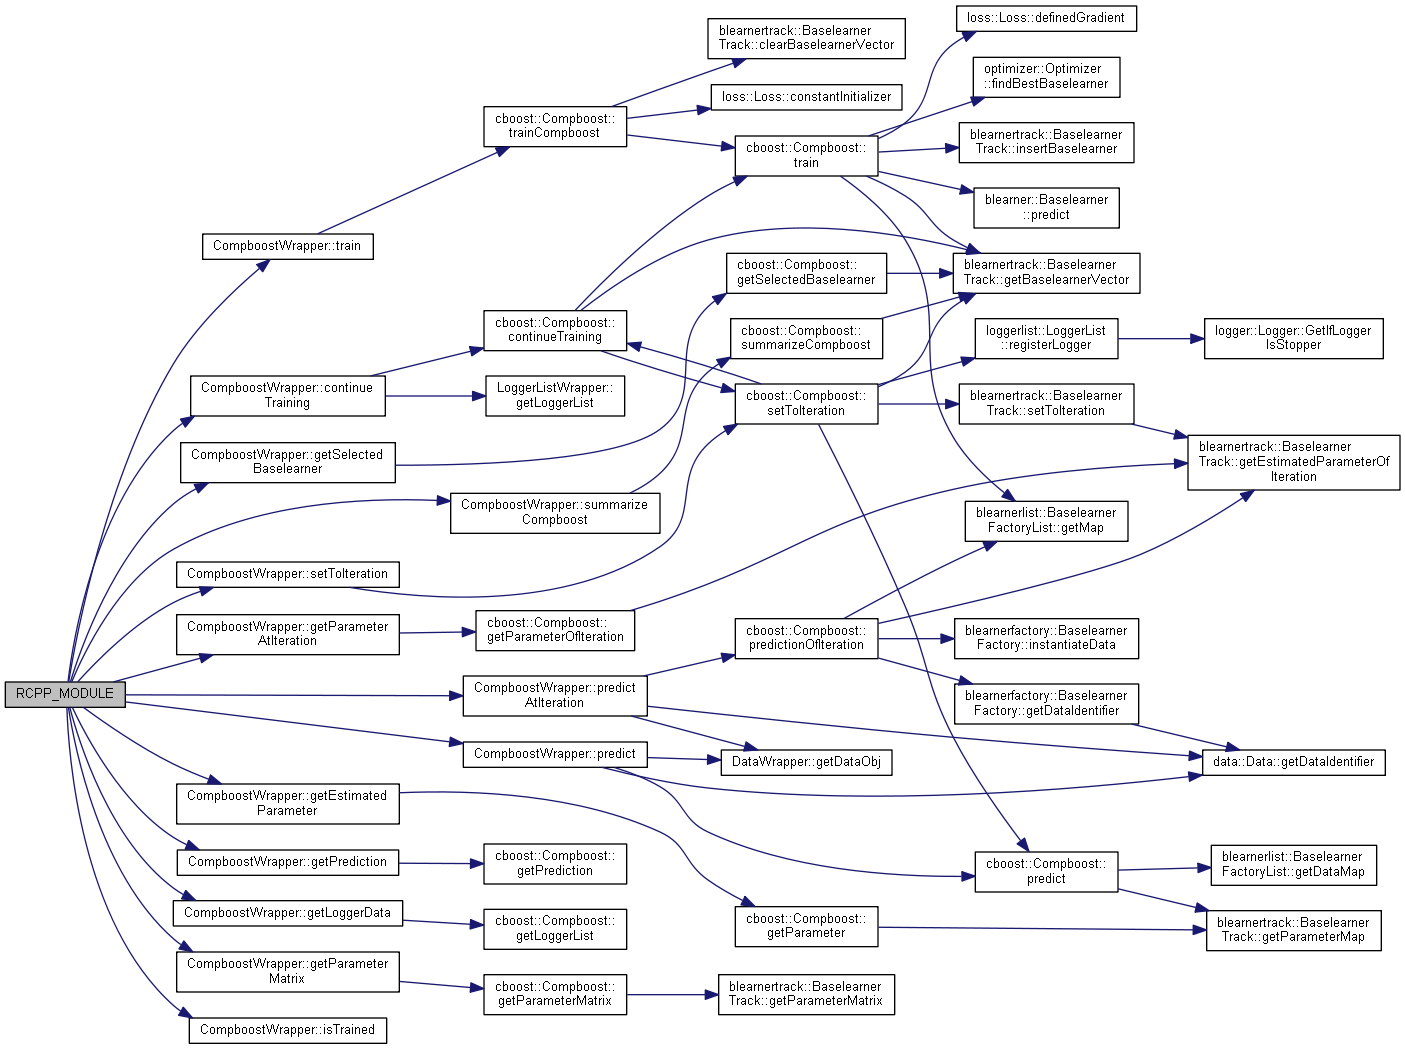 RCPP_MODULE
CompboostWrapper::train
CompboostWrapper::continue
Training
CompboostWrapper::getSelected
Baselearner
CompboostWrapper::summarize
Compboost
CompboostWrapper::setToIteration
CompboostWrapper::getParameter
AtIteration
CompboostWrapper::predict
AtIteration
CompboostWrapper::predict
CompboostWrapper::getEstimated
Parameter
CompboostWrapper::getPrediction
CompboostWrapper::getLoggerData
CompboostWrapper::getParameter
Matrix
CompboostWrapper::isTrained
cboost::Compboost::
trainCompboost
cboost::Compboost::
continueTraining
LoggerListWrapper::
getLoggerList
cboost::Compboost::
getParameterOfIteration
cboost::Compboost::
getPrediction
cboost::Compboost::
getLoggerList
cboost::Compboost::
getParameterMatrix
blearnertrack::Baselearner
Track::clearBaselearnerVector
loss::Loss::constantInitializer
cboost::Compboost::
train
cboost::Compboost::
getSelectedBaselearner
cboost::Compboost::
summarizeCompboost
cboost::Compboost::
setToIteration
cboost::Compboost::
predictionOfIteration
DataWrapper::getDataObj
cboost::Compboost::
getParameter
blearnertrack::Baselearner
Track::getParameterMatrix
loss::Loss::definedGradient
optimizer::Optimizer
::findBestBaselearner
blearnertrack::Baselearner
Track::insertBaselearner
blearner::Baselearner
::predict
blearnertrack::Baselearner
Track::getBaselearnerVector
loggerlist::LoggerList
::registerLogger
blearnertrack::Baselearner
Track::setToIteration
blearnerlist::Baselearner
FactoryList::getMap
blearnerfactory::Baselearner
Factory::instantiateData
blearnerfactory::Baselearner
Factory::getDataIdentifier
cboost::Compboost::
predict
logger::Logger::GetIfLogger
IsStopper
blearnertrack::Baselearner
Track::getEstimatedParameterOf
Iteration
data::Data::getDataIdentifier
blearnerlist::Baselearner
FactoryList::getDataMap
blearnertrack::Baselearner
Track::getParameterMap